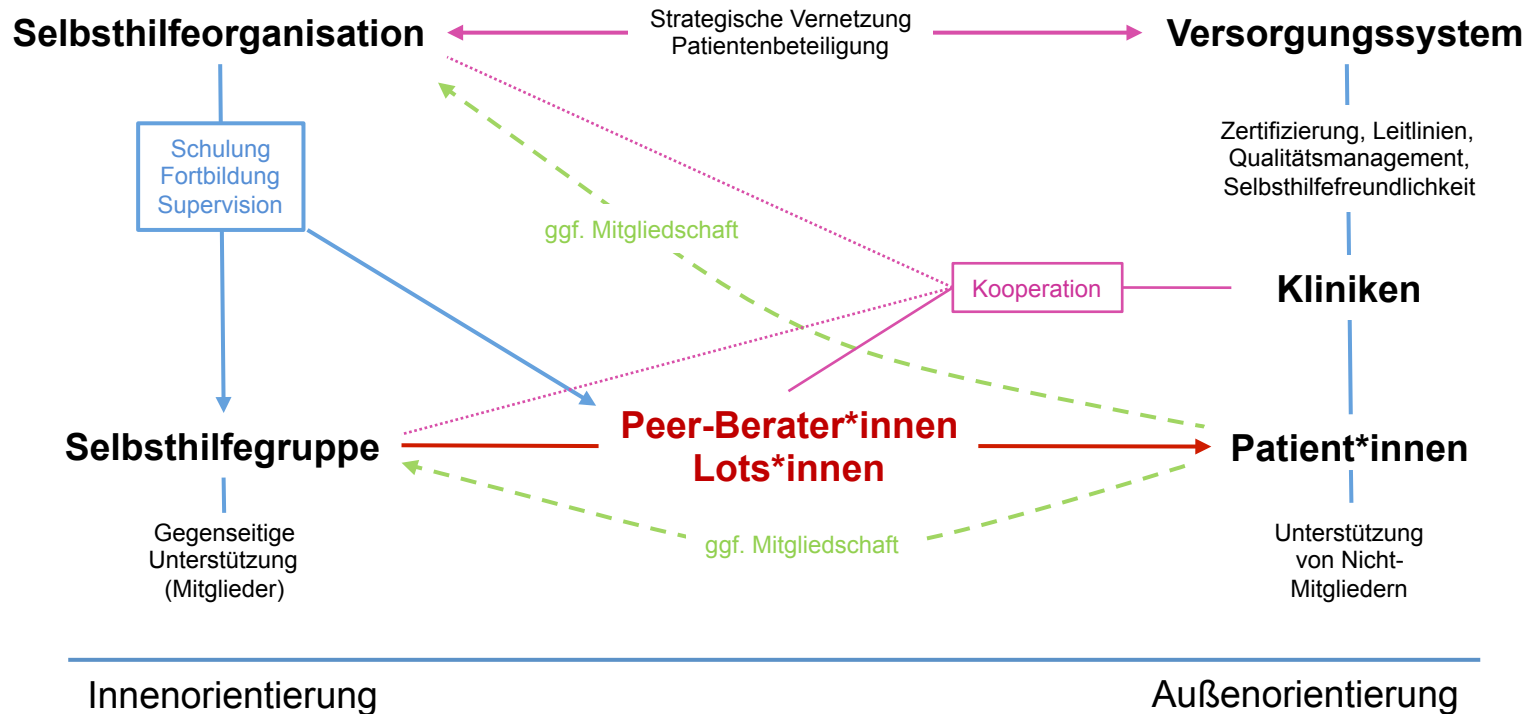 Selbsthilfeorganisation
Strategische Vernetzung
Patientenbeteiligung
Versorgungssystem
Schulung
Fortbildung
Supervision
Zertifizierung, Leitlinien,
Qualitätsmanagement,
Selbsthilfefreundlichkeit
ggf. Mitgliedschaft
Kooperation
Kliniken
Selbsthilfegruppe
Peer-Berater*innen
Lots*innen
Patient*innen
Gegenseitige
Unterstützung
(Mitglieder)
ggf. Mitgliedschaft
Unterstützung
von Nicht-
Mitgliedern
Innenorientierung
Außenorientierung